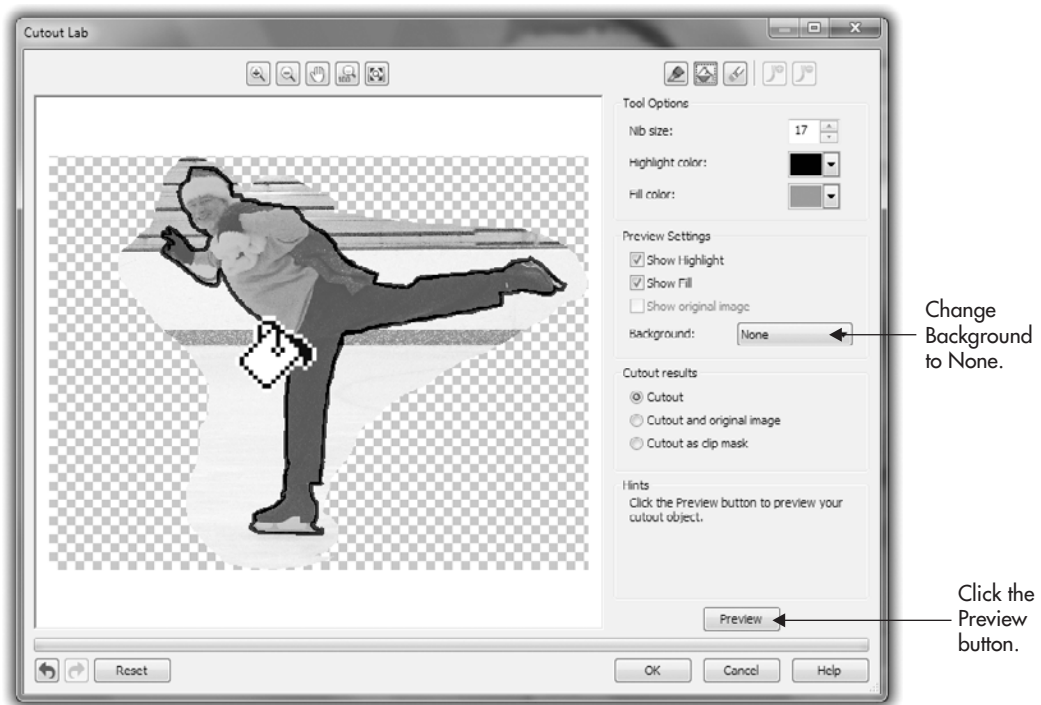 Cutout Lab
100
Tool Options
Nib size:
17
Highlight color:
Fill color:
Preview Settings
Show Highlight
Show Fill
Show original image
Background:
None
Cutout results
Cutout
Cutout and original image
Cutout as clip mask
Hints
Click the Preview button to preview your
cutout object.
Preview
Reset
OK
Cancel
Help
Change
Background
to None.
Click the
Preview
button.